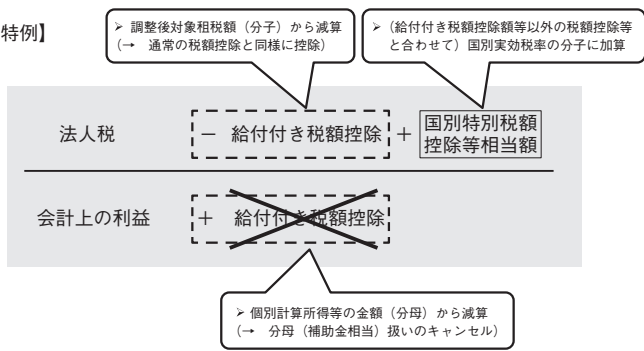 特例】
➢ 調整後対象租税額（分子）から減算
（→ 通常の税額控除と同様に控除）
➢（給付付き税額控除額等以外の税額控除等
と合わせて）国別実効税率の分子に加算
法人税
－ 給付付き税額控除
＋
国別特別税額
控除等相当額
会計上の利益
＋ 給付付き税額控除
➢ 個別計算所得等の金額（分母）から減算
（→ 分母（補助金相当）扱いのキャンセル）